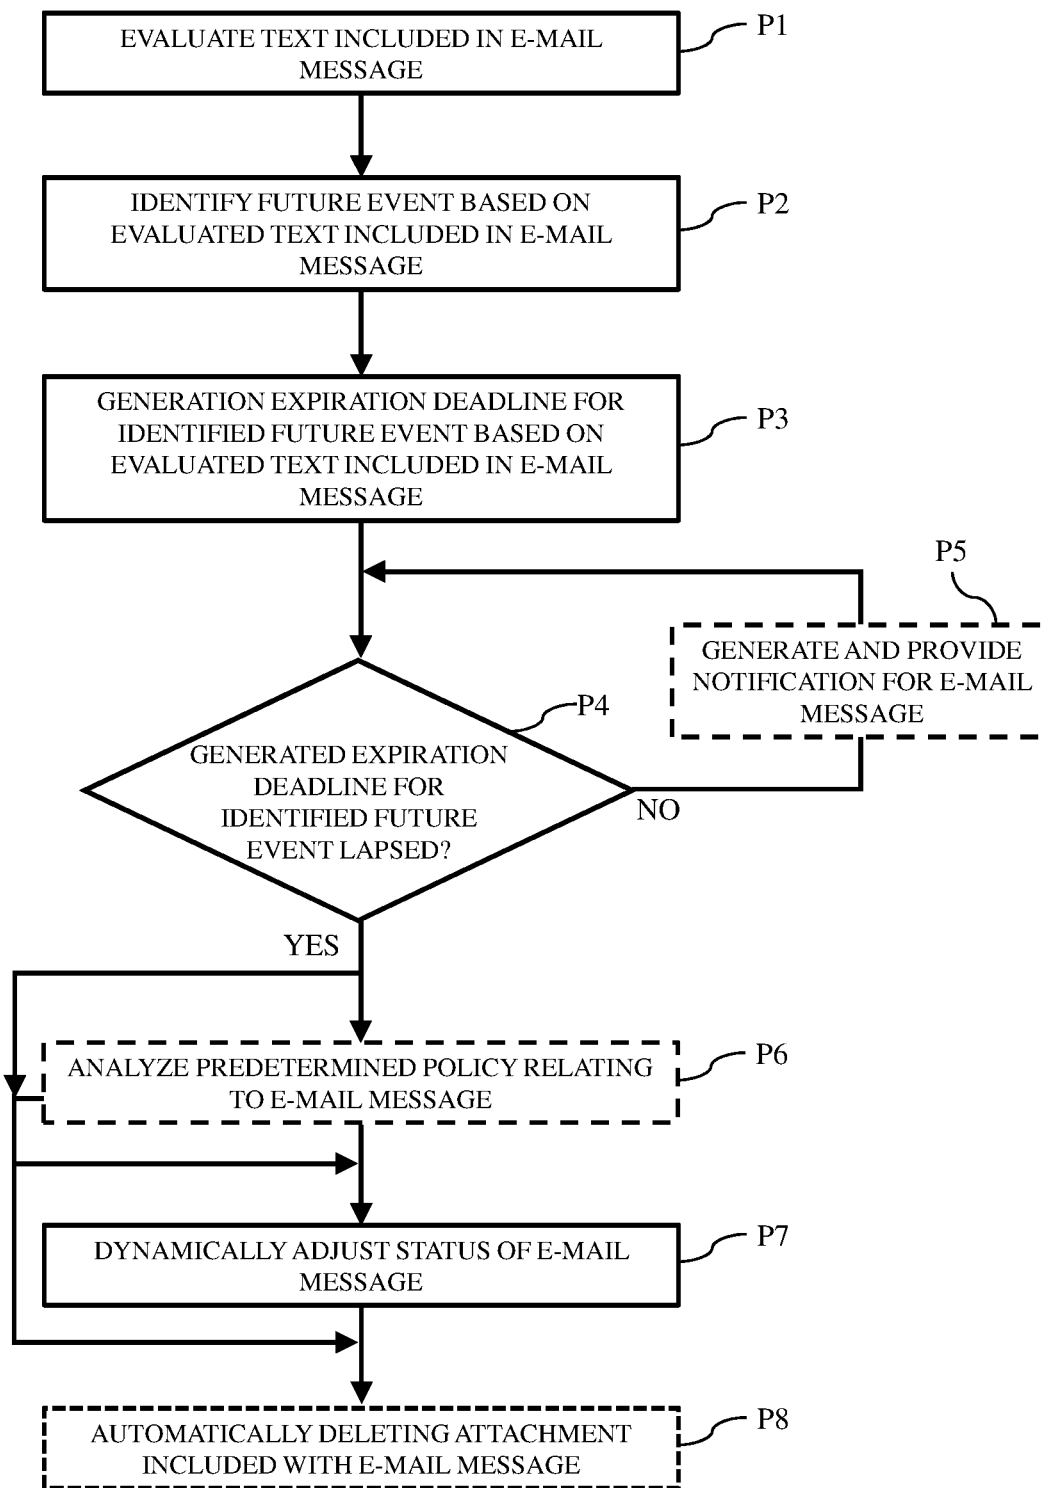 EVALUATE TEXT INCLUDED IN E-MAIL
MESSAGE
P1
IDENTIFY FUTURE EVENT BASED ON
EVALUATED TEXT INCLUDED IN E-MAIL
MESSAGE
P2
GENERATION EXPIRATION DEADLINE FOR
IDENTIFIED FUTURE EVENT BASED ON
EVALUATED TEXT INCLUDED IN E-MAIL
MESSAGE
P3
P5
GENERATE AND PROVIDE
NOTIFICATION FOR E-MAIL
MESSAGE
P4
GENERATED EXPIRATION
DEADLINE FOR
IDENTIFIED FUTURE
EVENT LAPSED?
NO
YES
ANALYZE PREDETERMINED POLICY RELATING
TO E-MAIL MESSAGE
P6
DYNAMICALLY ADJUST STATUS OF E-MAIL
MESSAGE
P7
AUTOMATICALLY DELETING ATTACHMENT
INCLUDED WITH E-MAIL MESSAGE
P8